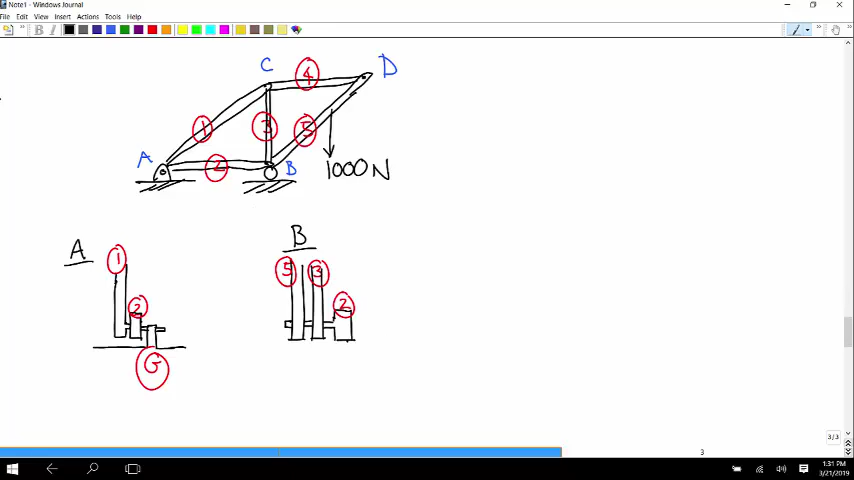 Note1 - Windows Journal
File Edit View Insert Actions Tools Help
B I
C 4 D
1 3 5
A 2 B 1000N
A B
1 5 3
2 2
G
3/3
3
1:31 PM
3/21/2019